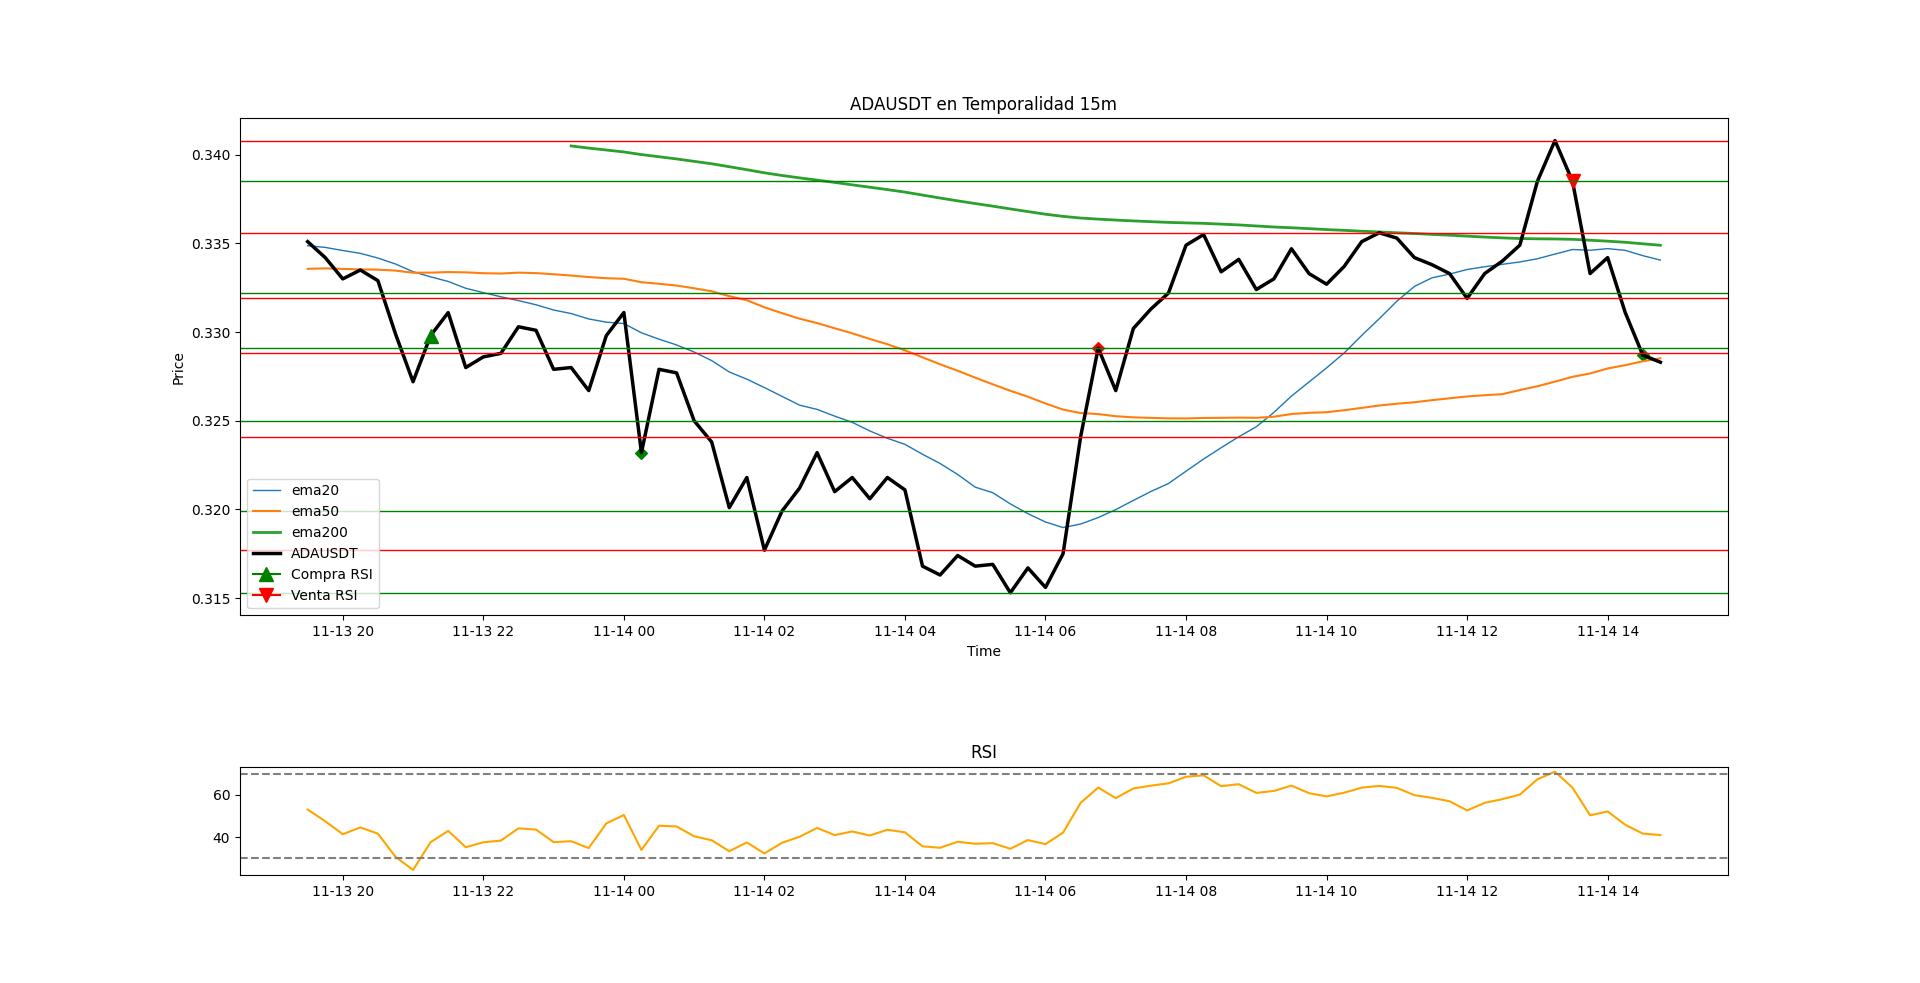 ADAUSDT en Temporalidad 15m
Price
0.340
0.335
0.330
0.325
0.320
0.315
ema20
ema50
ema200
ADAUSDT
Compra RSI
Venta RSI
11-13 20 11-13 22 11-14 00 11-14 02 11-14 04 11-14 06 11-14 08 11-14 10 11-14 12 11-14 14
Time
RSI
60
40
11-13 20 11-13 22 11-14 00 11-14 02 11-14 04 11-14 06 11-14 08 11-14 10 11-14 12 11-14 14